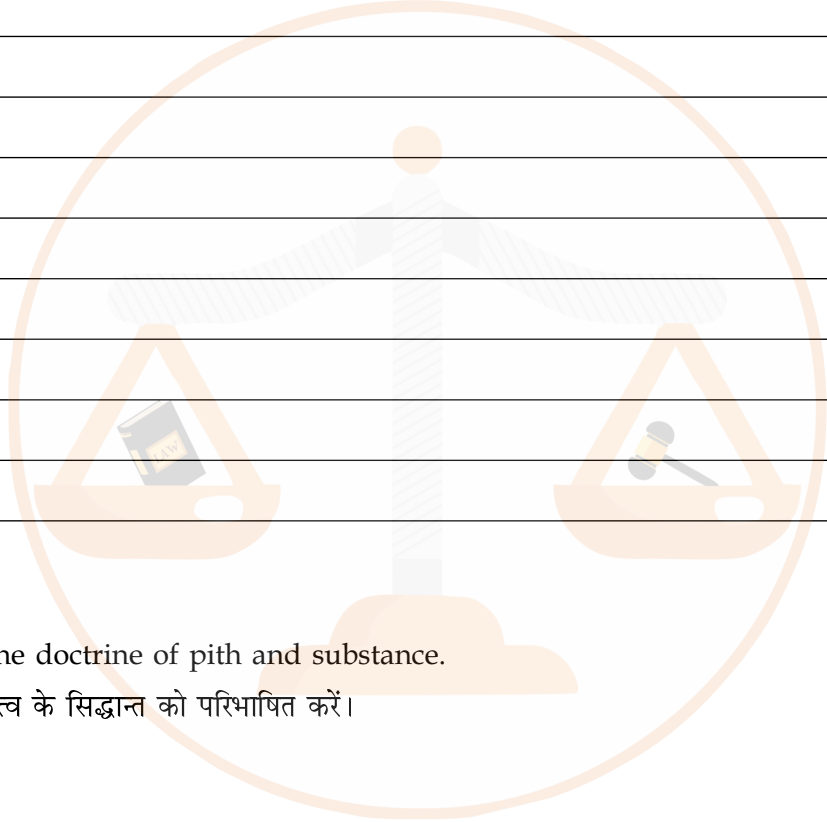 LAW
he doctrine of pith and substance.
त्व के सिद्धान्त को परिभाषित करें।